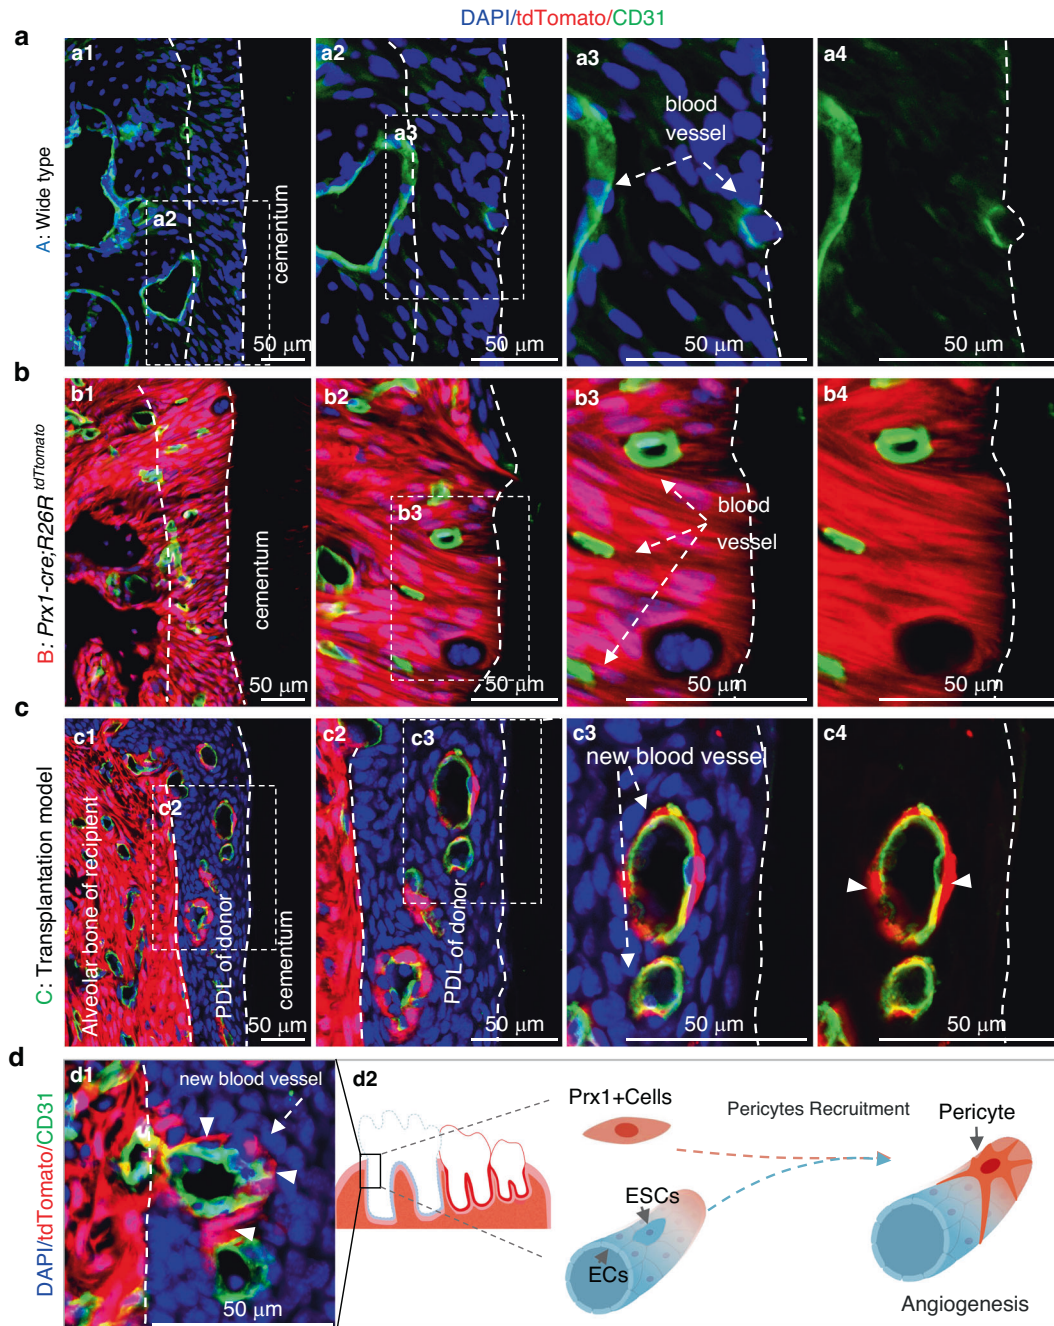 DAPI/tdTomato/CD31
a
A: Wide type
a1
a2
cementum
50 μm
a2
a3
50 μm
a3
blood
vessel
50 μm
a4
50 μm
b
B: Prx1-cre;R26R tdTtomato
b1
cementum
50 μm
b2
b3
50 μm
b3
blood
vessel
50 μm
b4
50 μm
c
C: Transplantation model
c1
c2
Alveolar bone of recipient
PDL of donor
cementum
50 μm
c2
c3
PDL of donor
50 μm
c3
new blood vessel
50 μm
c4
50 μm
d
DAPI/tdTomato/CD31
d1
new blood vessel
50 μm
d2
Prx1+Cells
Pericytes Recruitment
Pericyte
ESCs
ECs
Angiogenesis